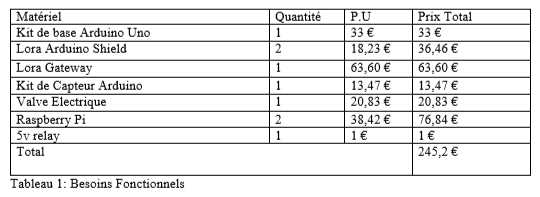 Matériel Quantité P.U Prix Total
Kit de base Arduino Uno 1 33 € 33 €
Lora Arduino Shield 2 18,23 € 36,46 €
Lora Gateway 1 63,60 € 63,60 €
Kit de Capteur Arduino 1 13,47 € 13,47 €
Valve Electrique 1 20,83 € 20,83 €
Raspberry Pi 2 38,42 € 76,84 €
5v relay 1 1 € 1 €
Total 245,2 €
Tableau 1: Besoins Fonctionnels